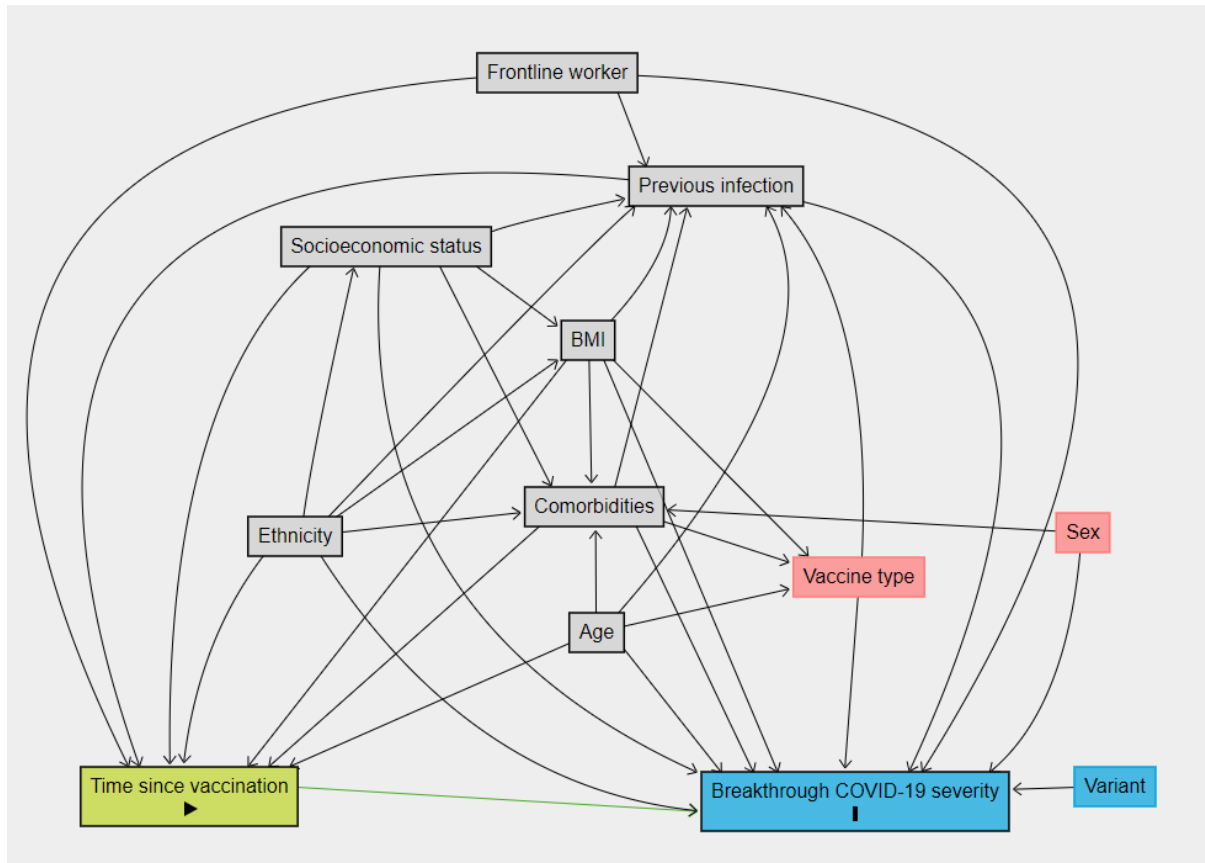 Frontline worker
Previous infection
Socioeconomic status
BMI
Comorbidities
Ethnicity
Sex
Vaccine type
Age
Time since vaccination
Breakthrough COVID-19 severity
Variant